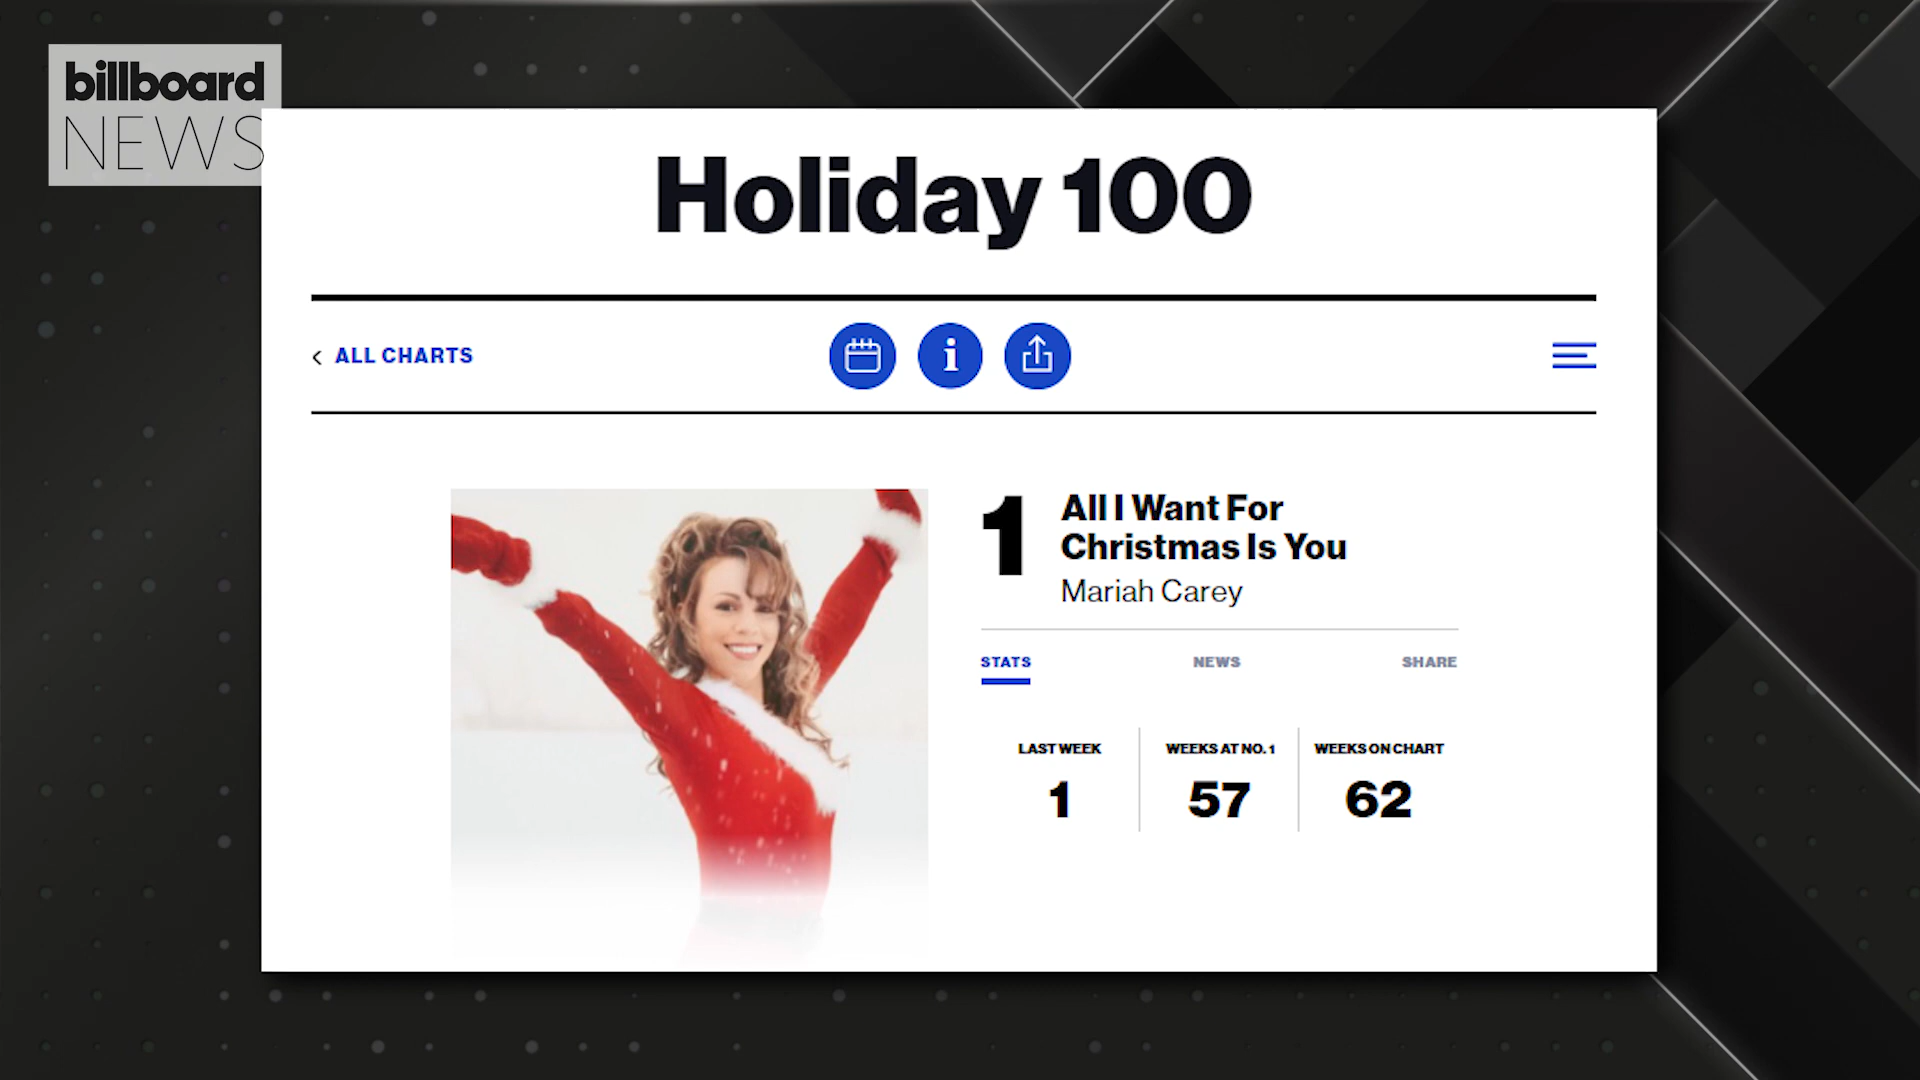 billboard
NEWS
Holiday 100
ALL CHARTS
1
All I Want For
Christmas Is You
Mariah Carey
STATS
NEWS
SHARE
LAST WEEK
WEEKS AT NO. 1
WEEKS ON CHART
1
57
62